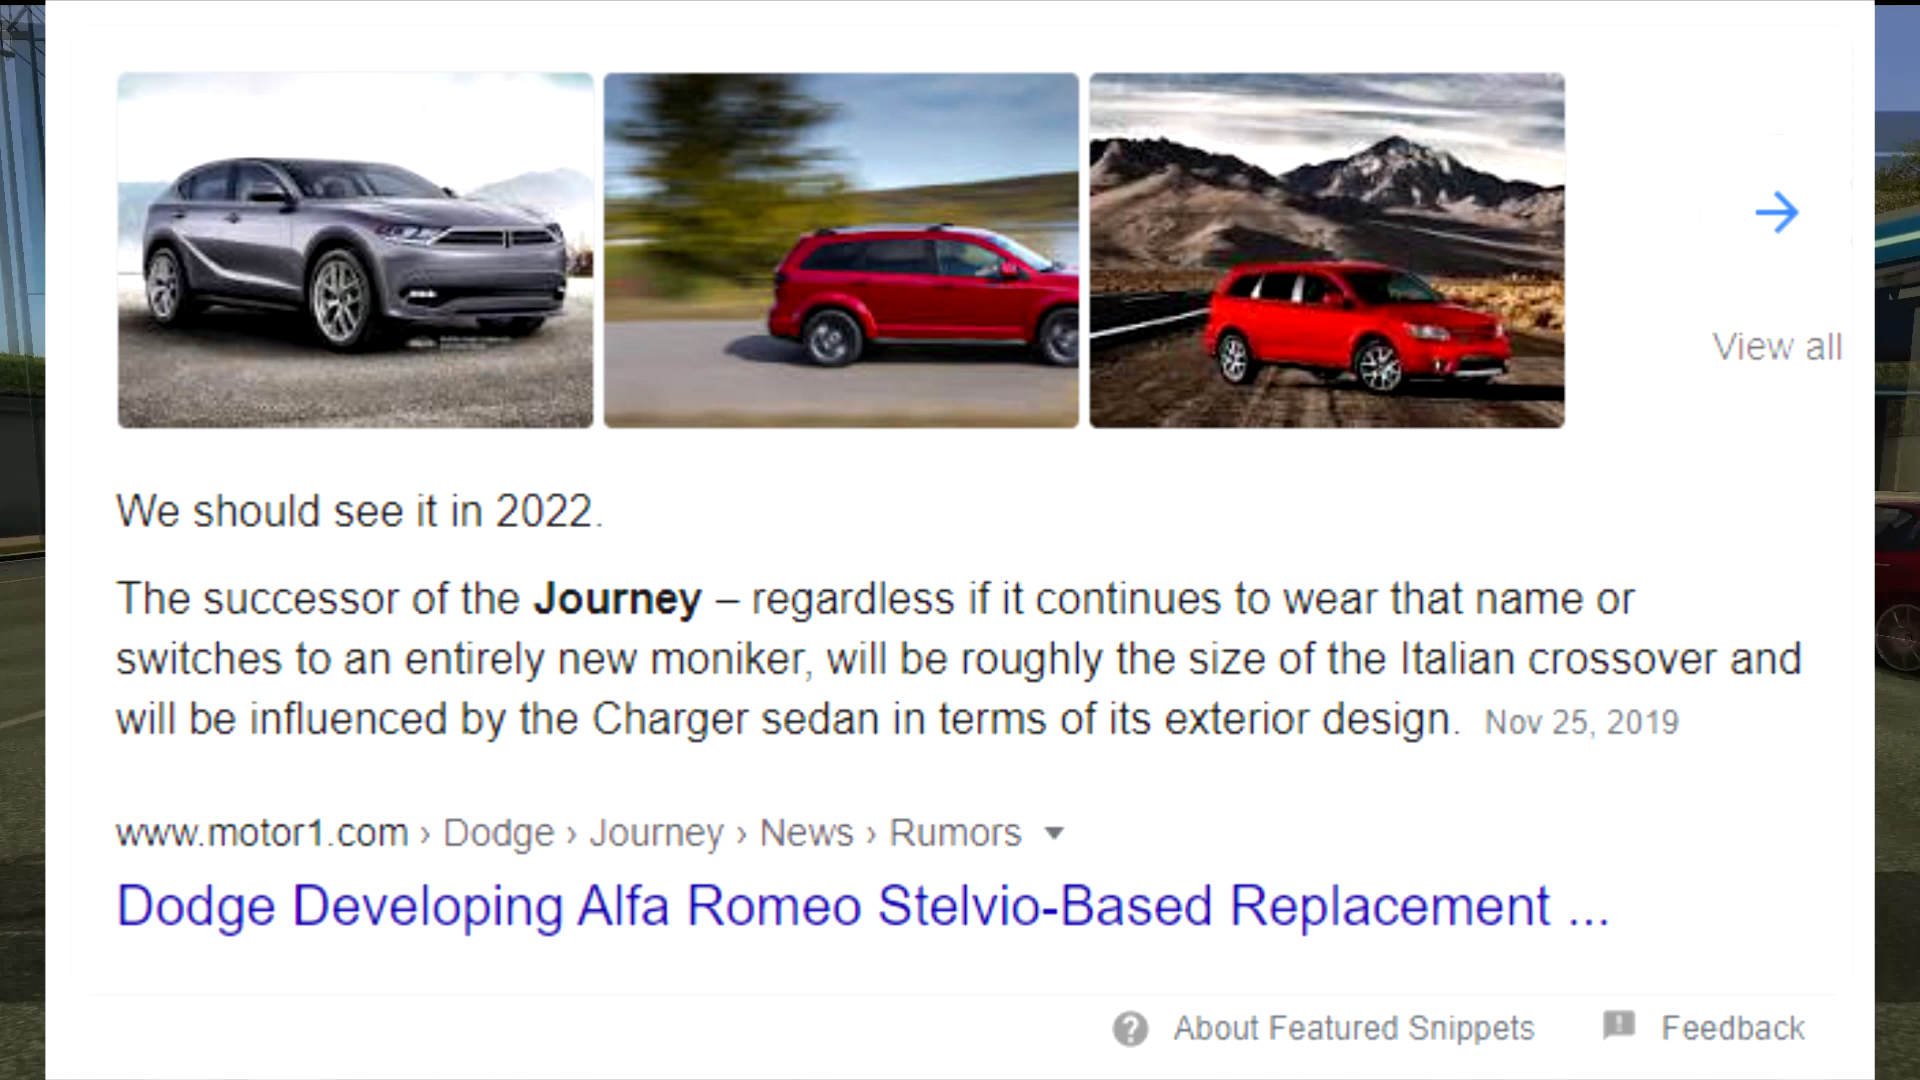 View all
We should see it in 2022.
The successor of the Journey – regardless if it continues to wear that name or
switches to an entirely new moniker, will be roughly the size of the Italian crossover and
will be influenced by the Charger sedan in terms of its exterior design. Nov 25, 2019
www.motor1.com › Dodge › Journey › News › Rumors
Dodge Developing Alfa Romeo Stelvio-Based Replacement ...
About Featured Snippets
Feedback